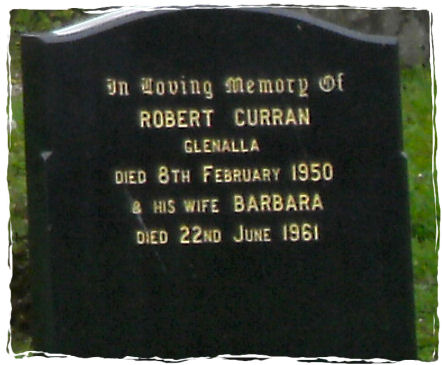 In Loving Memory Of
ROBERT CURRAN
GLENALLA
DIED 8TH FEBRUARY 1950
& HIS WIFE BARBARA
DIED 22ND JUNE 1961